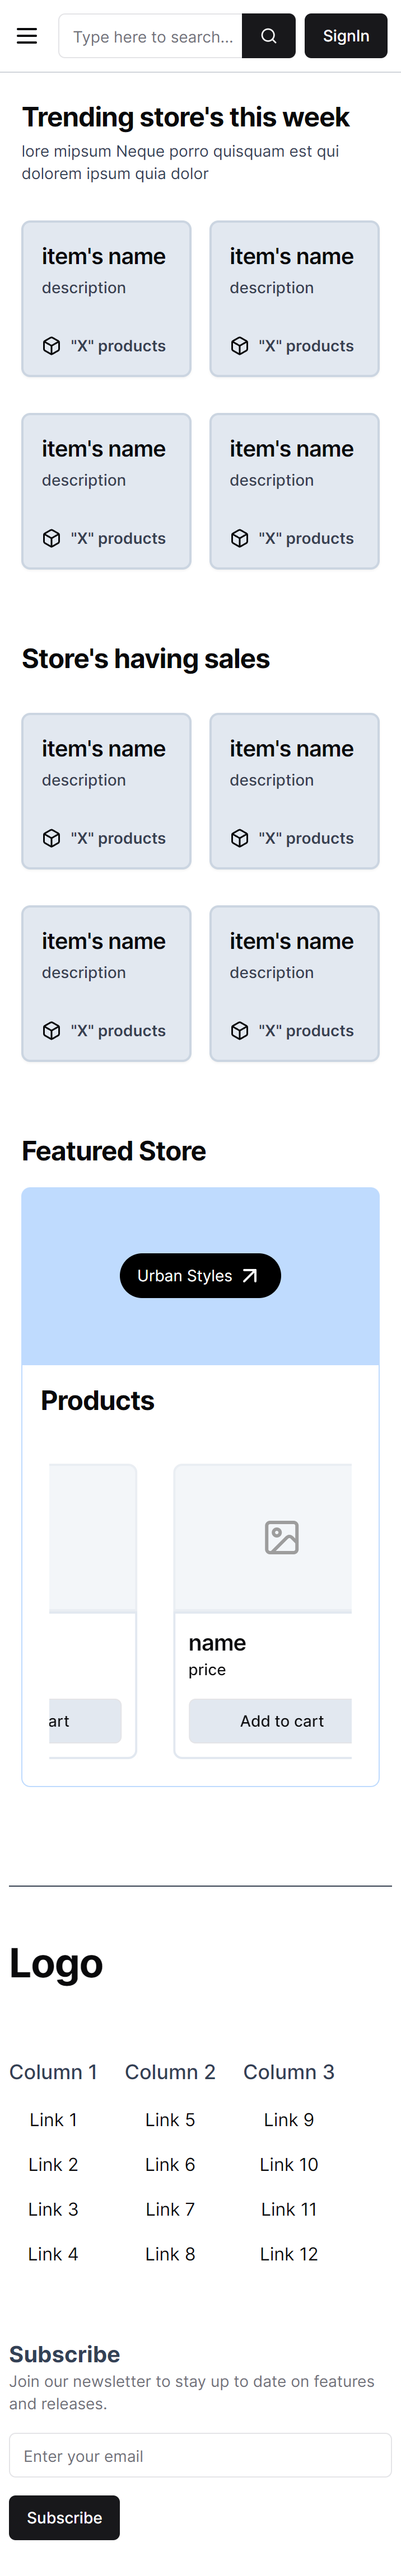 Type here to search...
SignIn
Trending store's this week
lore mipsum Neque porro quisquam est qui
dolorem ipsum quia dolor
item's name
description
"X" products
item's name
description
"X" products
item's name
description
"X" products
item's name
description
"X" products
Store's having sales
item's name
description
"X" products
item's name
description
"X" products
item's name
description
"X" products
item's name
description
"X" products
Featured Store
Urban Styles
Products
art
name
price
Add to cart
Logo
Column 1
Link 1
Link 2
Link 3
Link 4
Column 2
Link 5
Link 6
Link 7
Link 8
Column 3
Link 9
Link 10
Link 11
Link 12
Subscribe
Join our newsletter to stay up to date on features
and releases.
Enter your email
Subscribe